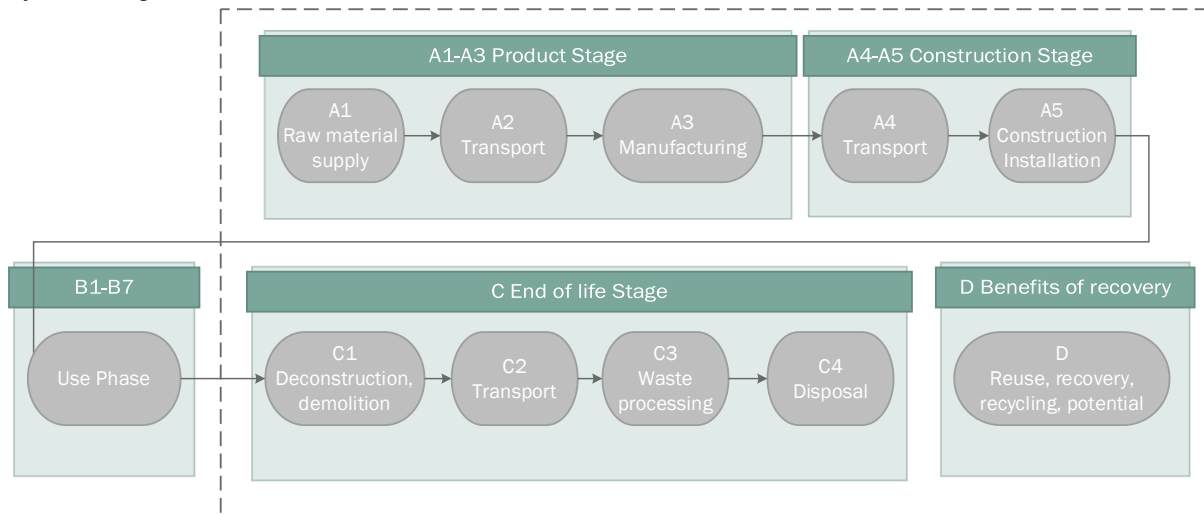 A1-A3 Product Stage
A4-A5 Construction Stage
A1
Raw material
supply
A2
Transport
A3
Manufacturing
A4
Transport
A5
Construction
Installation
B1-B7
C End of life Stage
D Benefits of recovery
Use Phase
C1
Deconstruction,
demolition
C2
Transport
C3
Waste
processing
C4
Disposal
D
Reuse, recovery,
recycling, potential